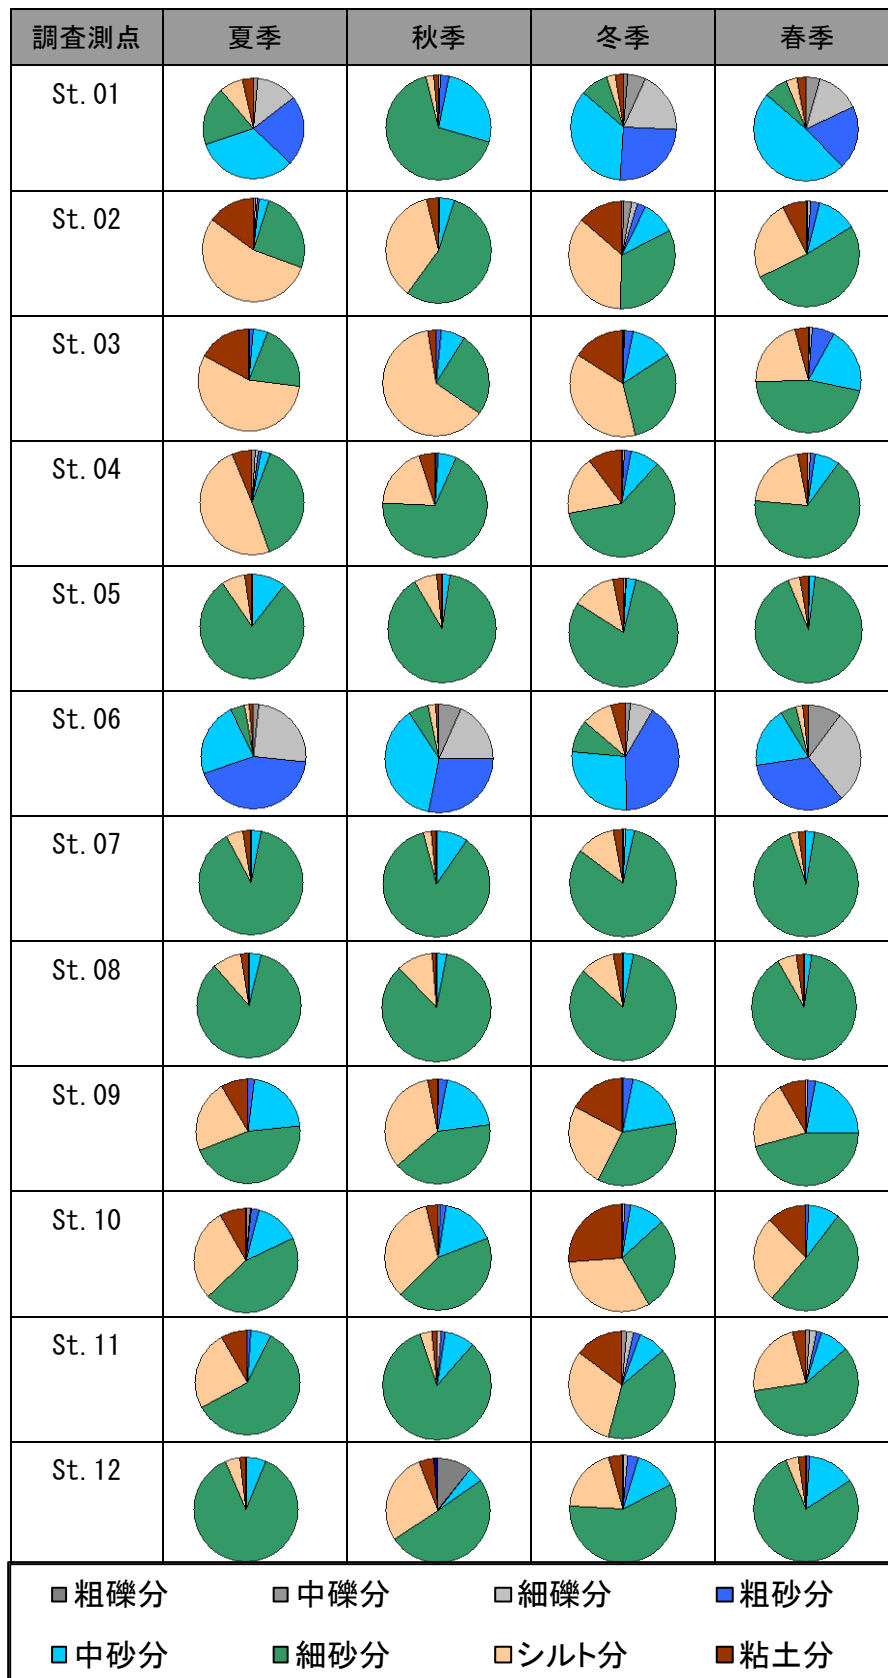 調査測点 夏季 秋季 冬季 春季
St. 01
St. 02
St. 03
St. 04
St. 05
St. 06
St. 07
St. 08
St. 09
St. 10
St. 11
St. 12
粗礫分 中礫分 細礫分 粗砂分
中砂分 細砂分 シルト分 粘土分